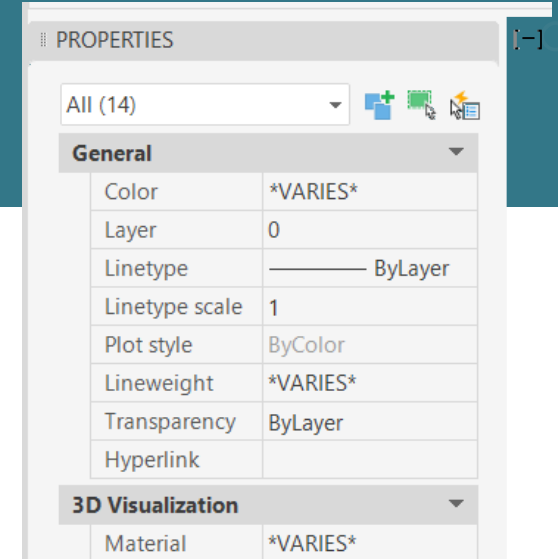 PROPERTIES
[−]
All (14)
General
Color *VARIES*
Layer 0
Linetype ByLayer
Linetype scale 1
Plot style ByColor
Lineweight *VARIES*
Transparency ByLayer
Hyperlink
3D Visualization
Material *VARIES*